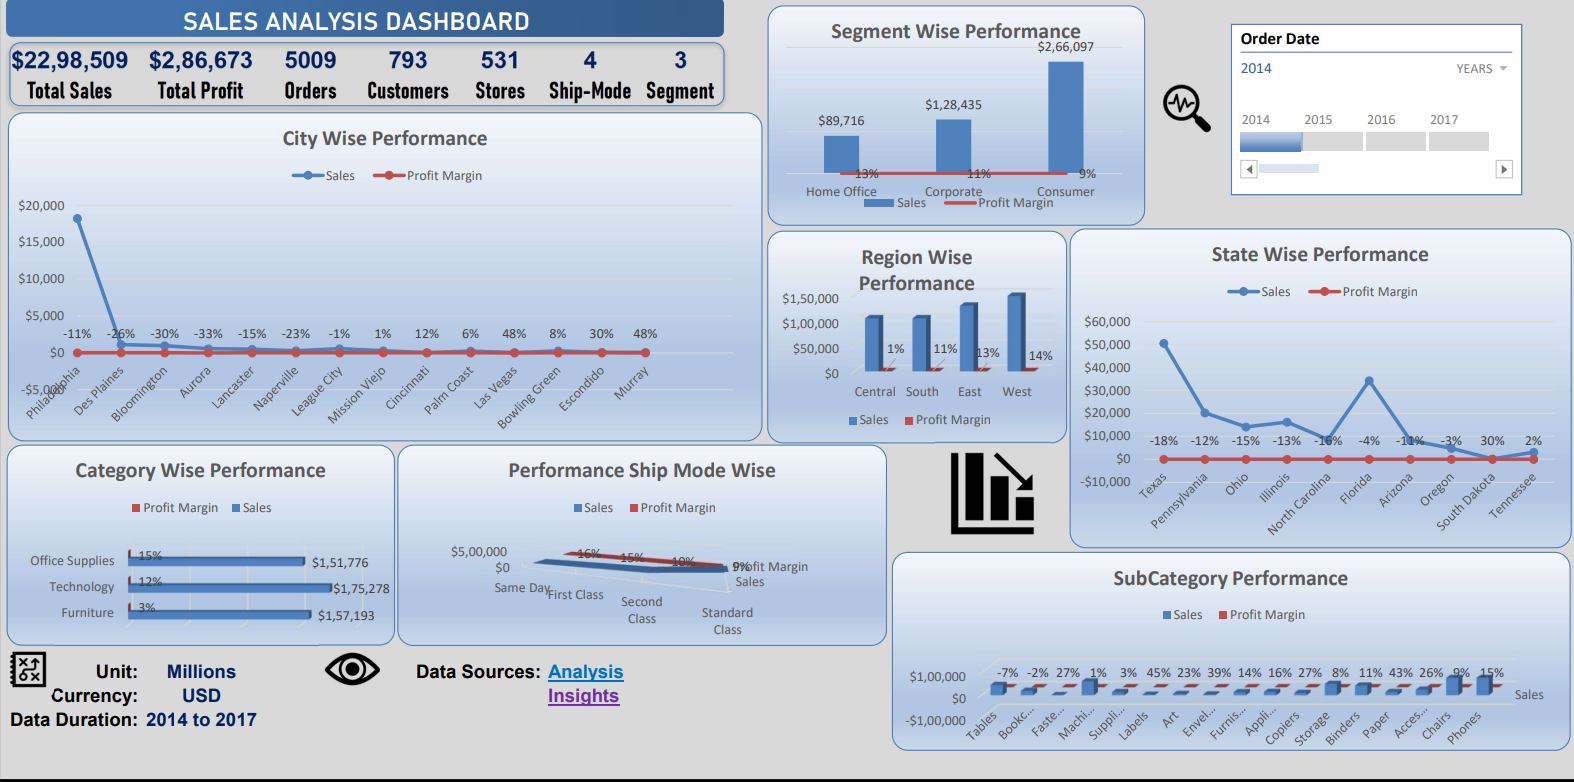 SALES ANALYSIS DASHBOARD
$22,98,509 $2,86,673 5009 793 531 4 3
Total Sales Total Profit Orders Customers Stores Ship-Mode Segment
City Wise Performance
Sales Profit Margin
$20,000
$15,000
$10,000
$5,000
-11% -26% -30% -33% -15% -23% -1% 1% 12% 6% 48% 8% 30% 48%
$0
-$5,000
Philadelphia Des Plaines Bloomington Aurora Lancaster Naperville League City Mission Viejo Cincinnati Palm Coast Las Vegas Bowling Green Escondido Murray
Segment Wise Performance
$2,66,097
$1,28,435
$89,716
13% 11% 9%
Home Office Corporate Consumer
Sales Profit Margin
Order Date
2014 YEARS
2014 2015 2016 2017
Region Wise
Performance
$1,50,000
$1,00,000
$50,000
$0
1% 11% 13% 14%
Central South East West
Sales Profit Margin
State Wise Performance
Sales Profit Margin
$60,000
$50,000
$40,000
$30,000
$20,000
$10,000
-18% -12% -15% -13% -16% -4% -11% -3% 30% 2%
$0
-$10,000
Texas Pennsylvania Ohio Illinois North Carolina Florida Arizona Oregon South Dakota Tennessee
Category Wise Performance
Profit Margin Sales
Office Supplies 15% $1,51,776
Technology 12% $1,75,278
Furniture 3% $1,57,193
Performance Ship Mode Wise
Sales Profit Margin
$5,00,000
$0
16% 15% 10% 9%
Profit Margin
Sales
Same Day First Class Second Class Standard Class
SubCategory Performance
Sales Profit Margin
$1,00,000
$0
-$1,00,000
-7% -2% 27% 1% 3% 45% 23% 39% 14% 16% 27% 8% 11% 43% 26% 9% 15%
Sales
Tables Bookc... Faste... Machi... Suppli... Labels Art Envel... Furnis... Appli... Copiers Storage Binders Paper Acces... Chairs Phones
Unit: Millions
Currency: USD
Data Duration: 2014 to 2017
Data Sources: Analysis
Insights